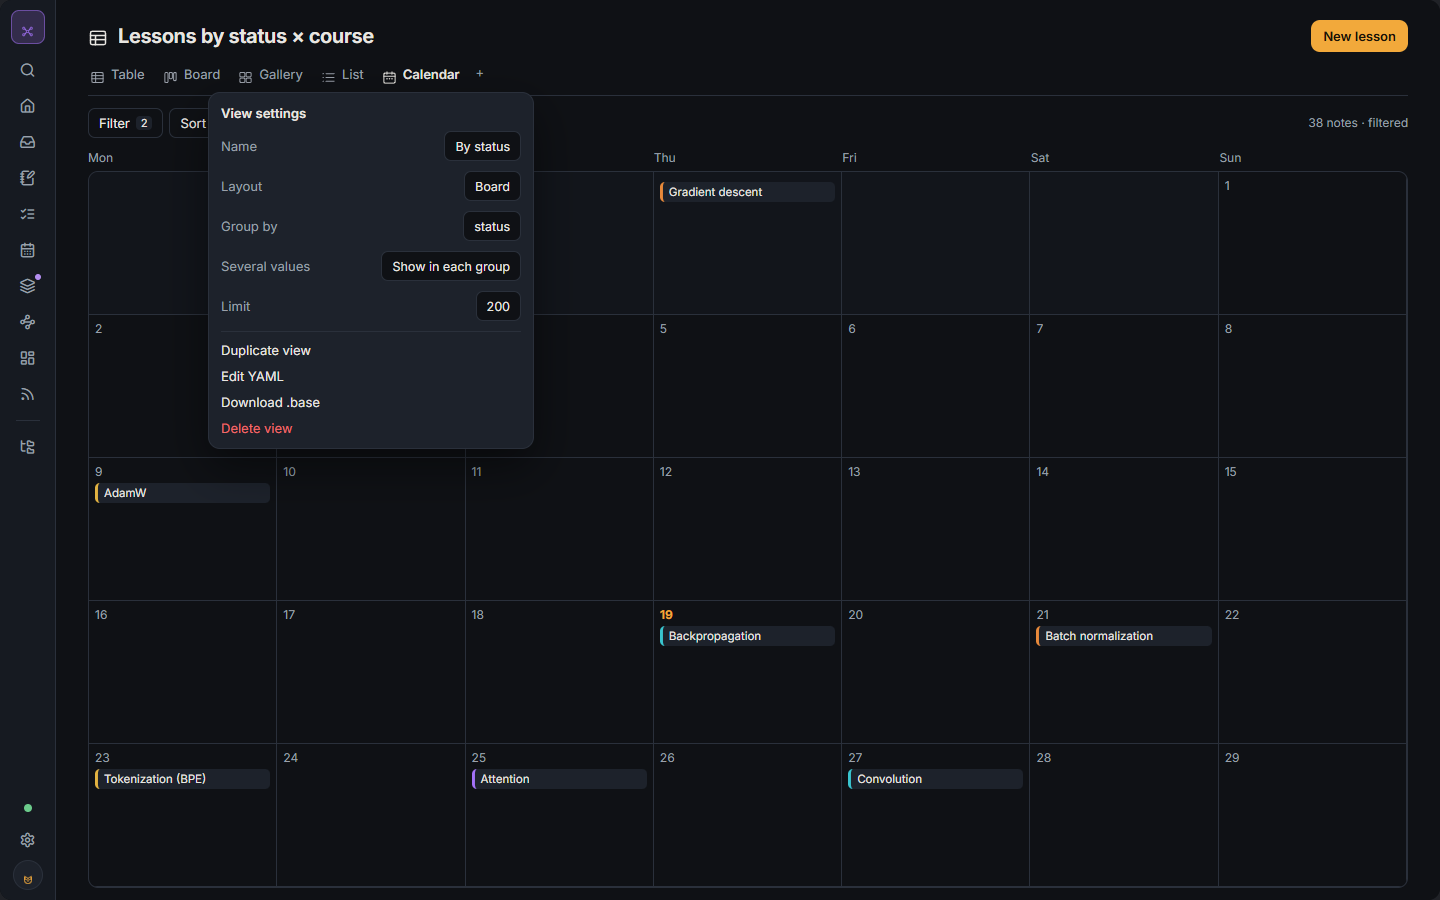 Lessons by status × course
New lesson
Table Board Gallery List Calendar +
Filter 2 Sort
38 notes · filtered
View settings
Name By status
Layout Board
Group by status
Several values Show in each group
Limit 200
Duplicate view
Edit YAML
Download .base
Delete view
Mon Thu Fri Sat Sun
1
Gradient descent
2 5 6 7 8
9 10 11 12 13 14 15
AdamW
16 17 18 19 20 21 22
Backpropagation Batch normalization
23 24 25 26 27 28 29
Tokenization (BPE) Attention Convolution